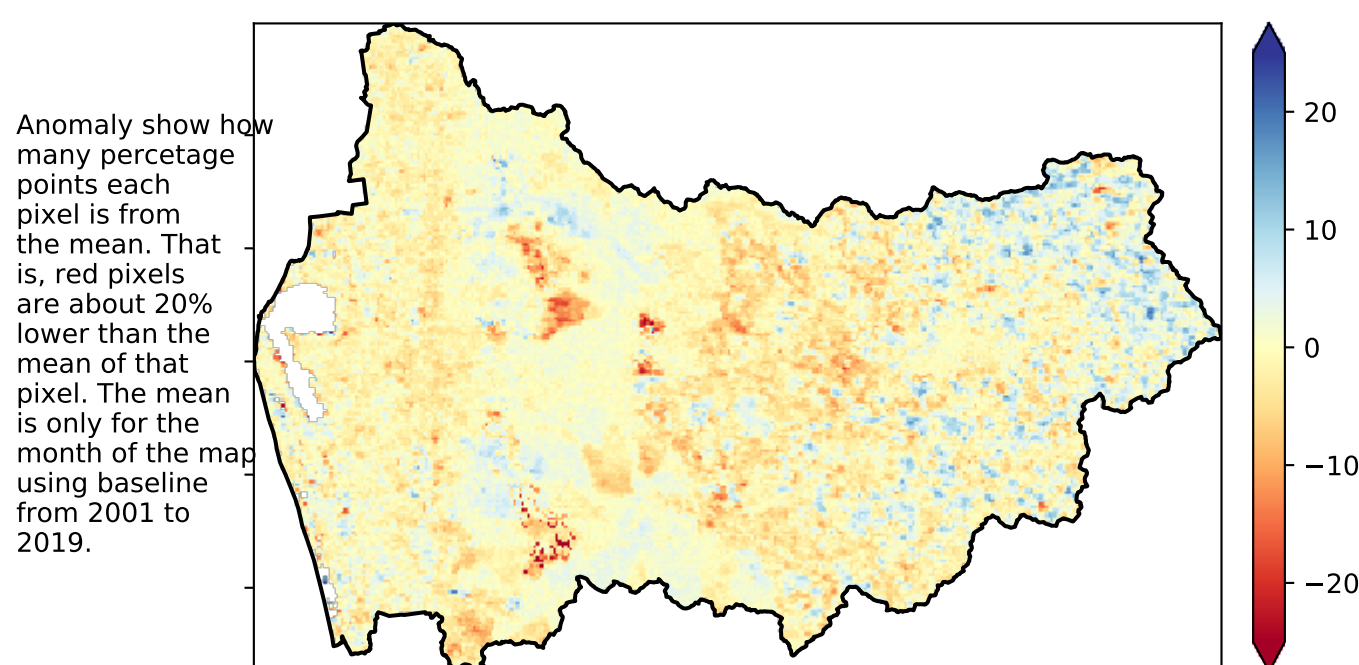 Anomaly show how
many percetage
points each
pixel is from
the mean. That
is, red pixels
are about 20%
lower than the
mean of that
pixel. The mean
is only for the
month of the map
using baseline
from 2001 to
2019.
20
10
0
−10
−20